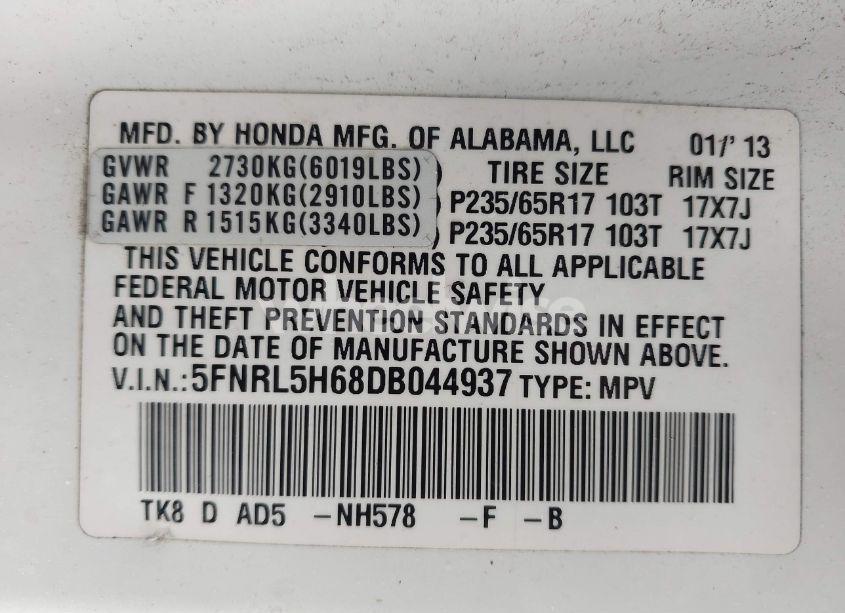 MFD. BY HONDA MFG. OF ALABAMA, LLC 01/' 13
GVWR 2730KG(6019LBS) TIRE SIZE RIM SIZE
GAWR F 1320KG(2910LBS) ) P235/65R17 103T 17X7J
GAWR R 1515KG(3340LBS) ) P235/65R17 103T 17X7J
THIS VEHICLE CONFORMS TO ALL APPLICABLE
FEDERAL MOTOR VEHICLE SAFETY
AND THEFT PREVENTION STANDARDS IN EFFECT
ON THE DATE OF MANUFACTURE SHOWN ABOVE.
V.I.N.:5FNRL5H68DB044937 TYPE: MPV
TK8 D AD5 -NH578 -F -B